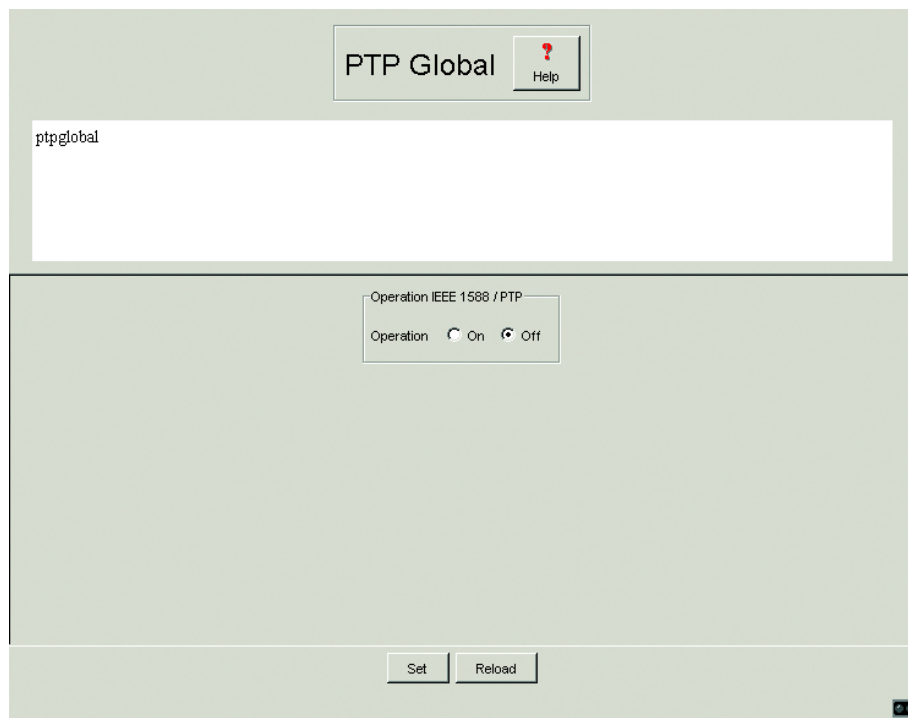 PTP Global
?
Help
ptpglobal
Operation IEEE 1588 / PTP
Operation On Off
Set Reload